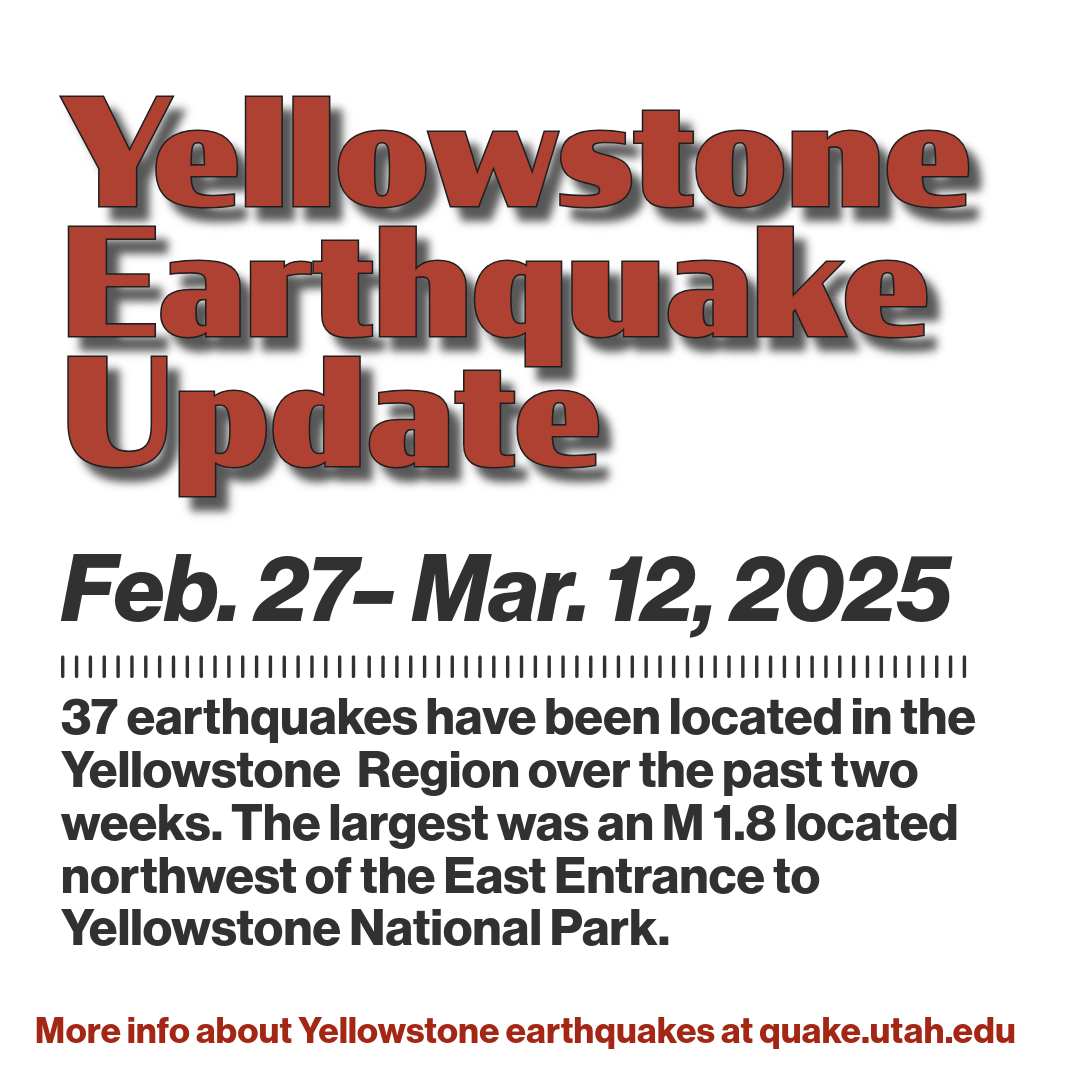 Yellowstone
Earthquake
Update
Feb. 27– Mar. 12, 2025
37 earthquakes have been located in the
Yellowstone  Region over the past two
weeks. The largest was an M 1.8 located
northwest of the East Entrance to
Yellowstone National Park.
More info about Yellowstone earthquakes at quake.utah.edu